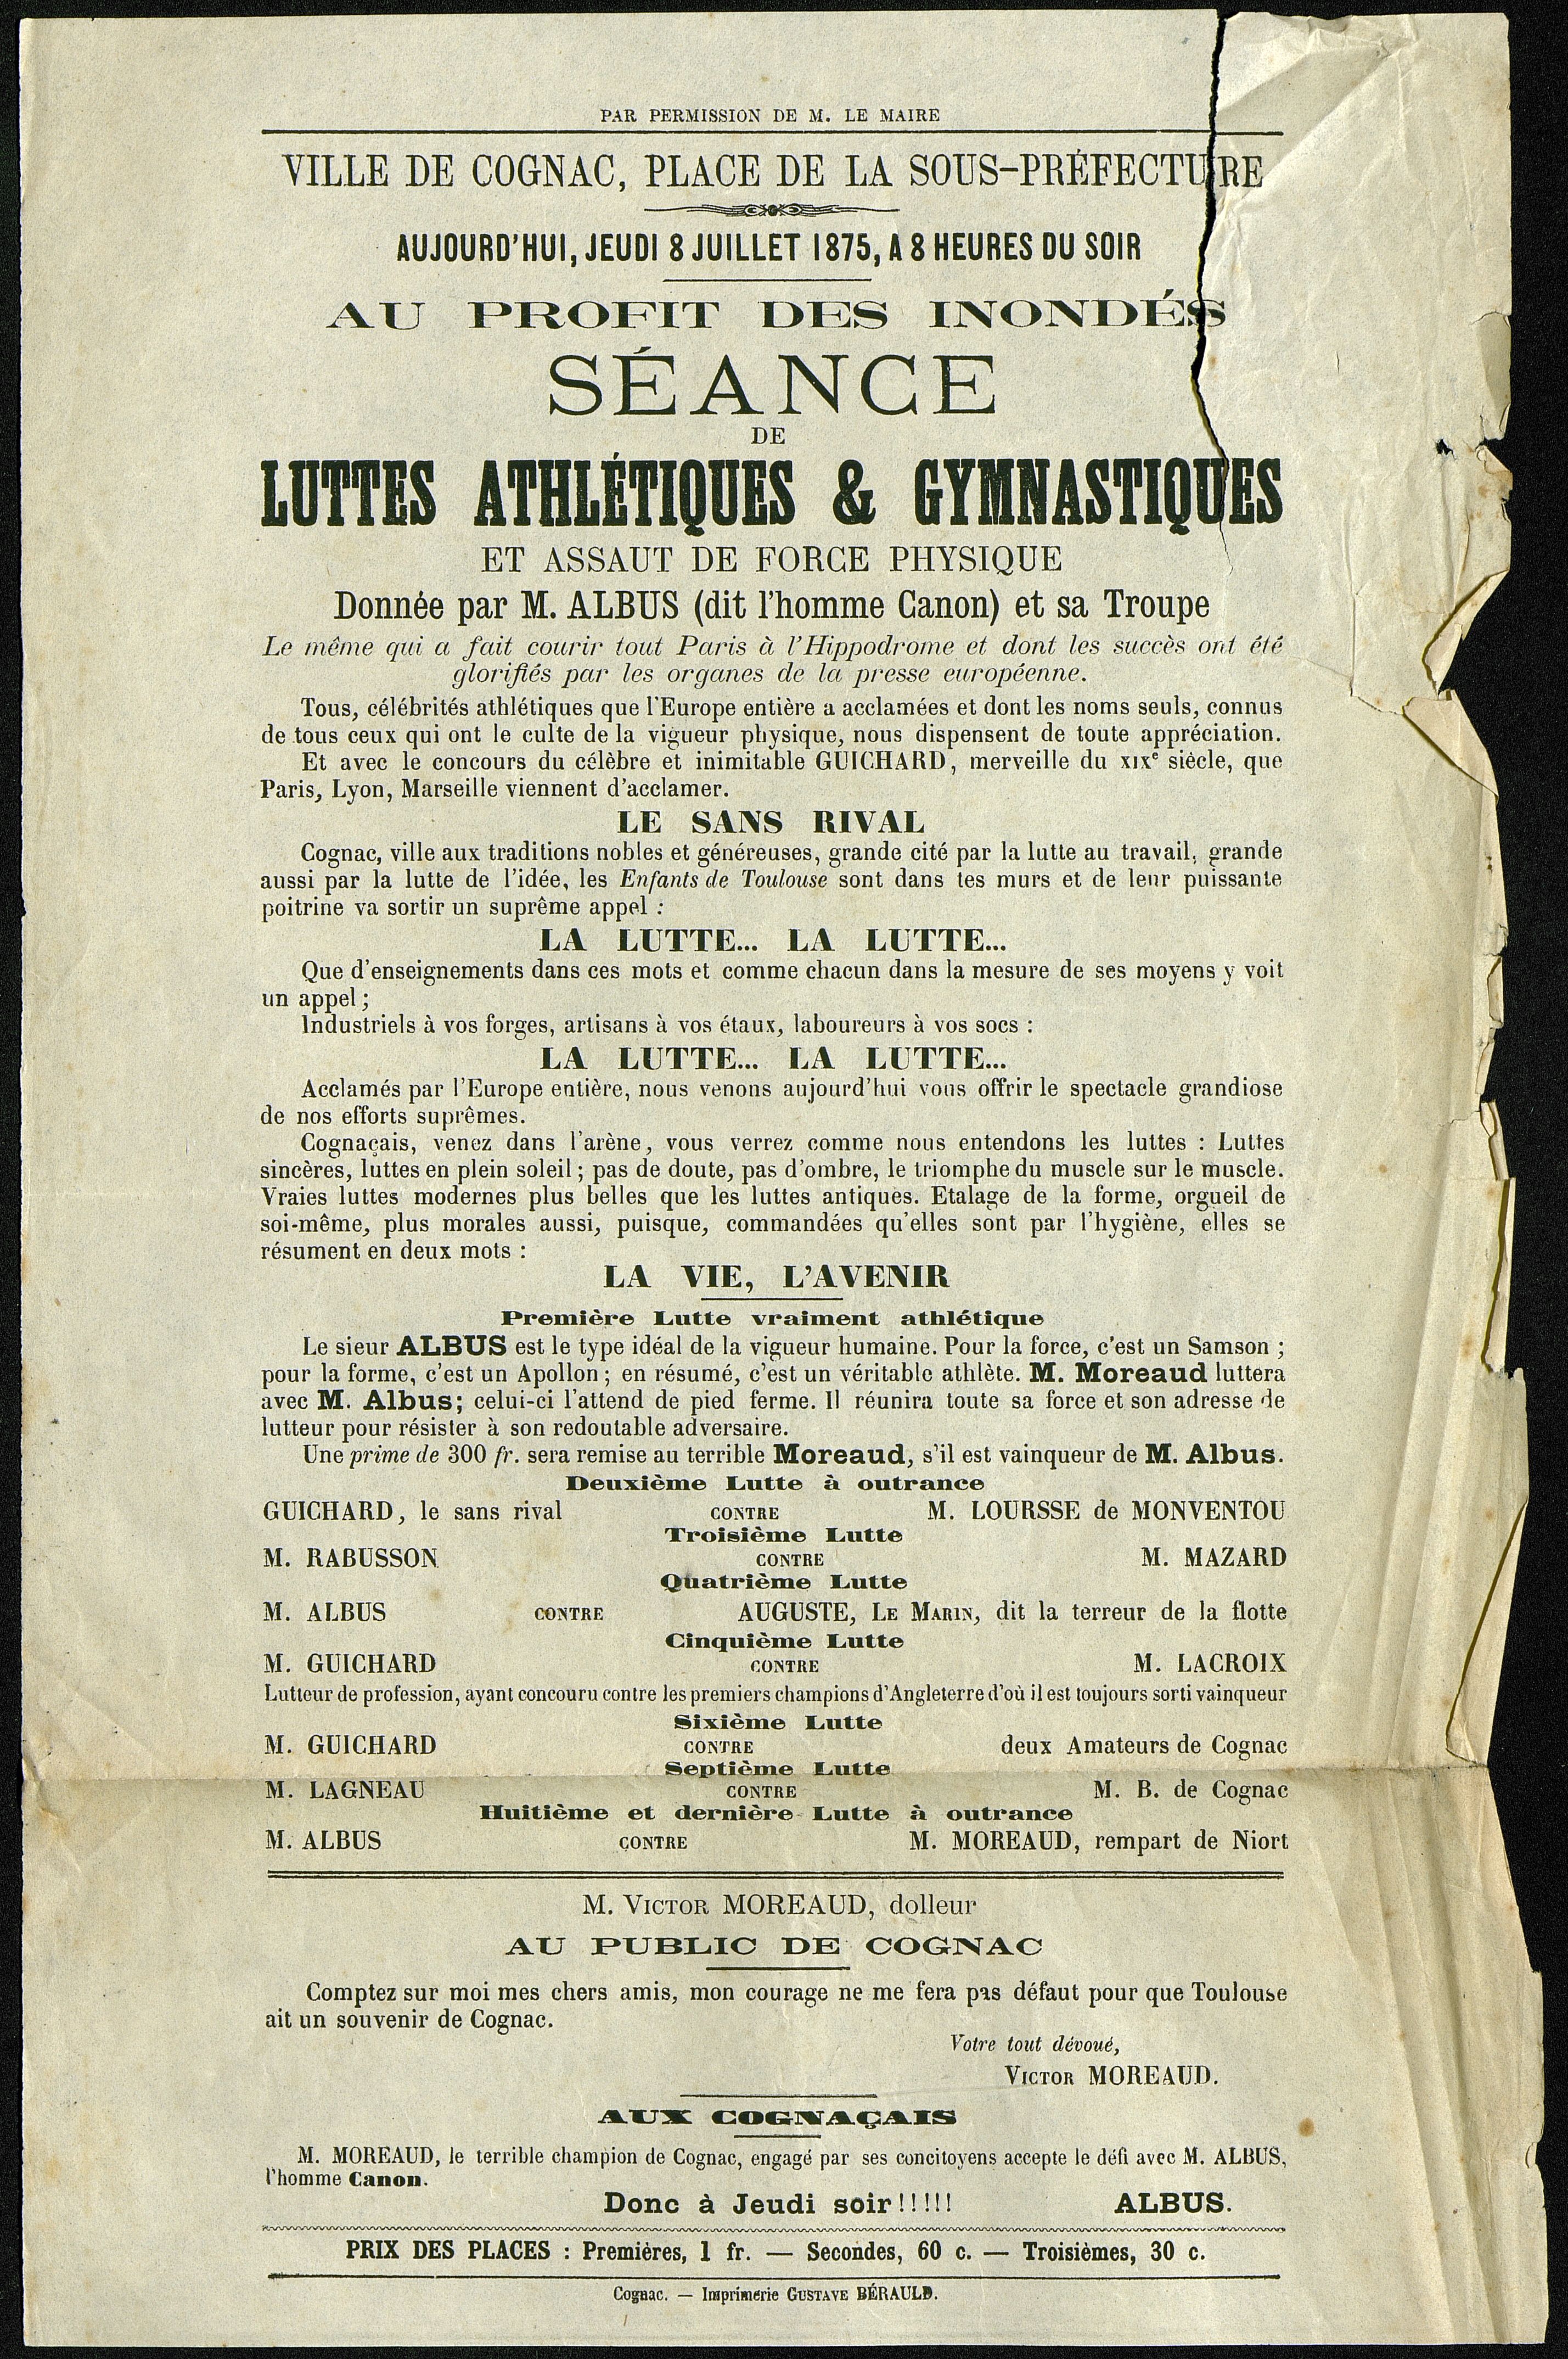 PAR PERMISSION DE M. LE MAIRE
VILLE DE COGNAC, PLACE DE LA SOUS-PRÉFECTURE
AUJOURD'HUI, JEUDI 8 JUILLET 1875, A 8 HEURES DU SOIR
AU PROFIT DES INONDÉS
SÉANCE
DE
LUTTES ATHLÉTIQUES & GYMNASTIQUES
ET ASSAUT DE FORCE PHYSIQUE
Donnée par M. ALBUS (dit l'homme Canon) et sa Troupe
Le même qui a fait courir tout Paris à l'Hippodrome et dont les succès ont été
glorifiés par les organes de la presse européenne.
Tous, célébrités athlétiques que l'Europe entière a acclamées et dont les noms seuls, connus
de tous ceux qui ont le culte de la vigueur physique, nous dispensent de toute appréciation.
Et avec le concours du célèbre et inimitable GUICHARD, merveille du XIXe siècle, que
Paris, Lyon, Marseille viennent d'acclamer.
LE SANS RIVAL
Cognac, ville aux traditions nobles et généreuses, grande cité par la lutte au travail, grande
aussi par la lutte de l'idée, les Enfants de Toulouse sont dans tes murs et de leur puissante
poitrine va sortir un suprême appel :
LA LUTTE... LA LUTTE...
Que d'enseignements dans ces mots et comme chacun dans la mesure de ses moyens y voit
un appel ;
Industriels à vos forges, artisans à vos étaux, laboureurs à vos socs :
LA LUTTE... LA LUTTE...
Acclamés par l'Europe entière, nous venons aujourd'hui vous offrir le spectacle grandiose
de nos efforts suprêmes.
Cognaçais, venez dans l'arène, vous verrez comme nous entendons les luttes : Luttes
sincères, luttes en plein soleil ; pas de doute, pas d'ombre, le triomphe du muscle sur le muscle.
Vraies luttes modernes plus belles que les luttes antiques. Etalage de la forme, orgueil de
soi-même, plus morales aussi, puisque, commandées qu'elles sont par l'hygiène, elles se
résument en deux mots :
LA VIE, L'AVENIR
Première Lutte vraiment athlétique
Le sieur ALBUS est le type idéal de la vigueur humaine. Pour la force, c'est un Samson ;
pour la forme, c'est un Apollon ; en résumé, c'est un véritable athlète. M. Moreaud luttera
avec M. Albus; celui-ci l'attend de pied ferme. Il réunira toute sa force et son adresse de
lutteur pour résister à son redoutable adversaire.
Une prime de 300 fr. sera remise au terrible Moreaud, s'il est vainqueur de M. Albus.
Deuxième Lutte à outrance
GUICHARD, le sans rival CONTRE M. LOURSSE de MONVENTOU
Troisième Lutte
M. RABUSSON CONTRE M. MAZARD
Quatrième Lutte
M. ALBUS CONTRE AUGUSTE, LE MARIN, dit la terreur de la flotte
Cinquième Lutte
M. GUICHARD CONTRE M. LACROIX
Lutteur de profession, ayant concouru contre les premiers champions d'Angleterre d'où il est toujours sorti vainqueur
Sixième Lutte
M. GUICHARD CONTRE deux Amateurs de Cognac
Septième Lutte
M. LAGNEAU CONTRE M. B. de Cognac
Huitième et dernière Lutte à outrance
M. ALBUS CONTRE M. MOREAUD, rempart de Niort
M. VICTOR MOREAUD, dolleur
AU PUBLIC DE COGNAC
Comptez sur moi mes chers amis, mon courage ne me fera pas défaut pour que Toulouse
ait un souvenir de Cognac.
Votre tout dévoué,
VICTOR MOREAUD.
AUX COGNAÇAIS
M. MOREAUD, le terrible champion de Cognac, engagé par ses concitoyens accepte le défi avec M. ALBUS,
l'homme Canon.
Donc à Jeudi soir!!!!!! ALBUS.
PRIX DES PLACES : Premières, 1 fr. — Secondes, 60 c. — Troisièmes, 30 c.
Cognac. — Imprimerie GUSTAVE BÉRAULD.